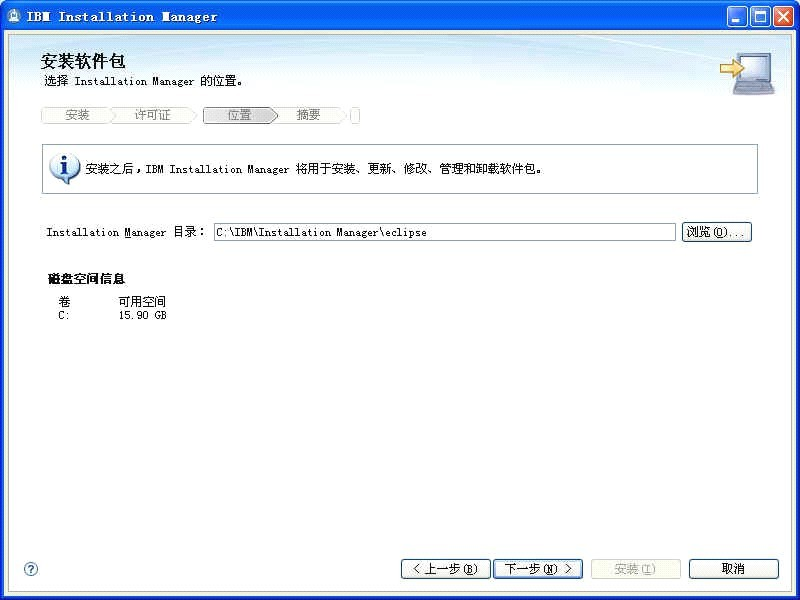 IBM Installation Manager
安装软件包
选择 Installation Manager 的位置。
安装 许可证 位置 摘要
安装之后，IBM Installation Manager 将用于安装、更新、修改、管理和卸载软件包。
Installation Manager 目录： C:\IBM\Installation Manager\eclipse 浏览(O)...
磁盘空间信息
卷 可用空间
C: 15.90 GB
< 上一步(B) 下一步(N) > 安装(I) 取消